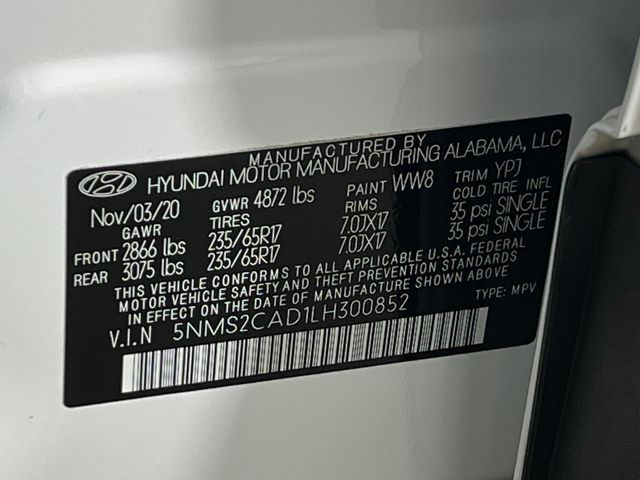 MANUFACTURED BY
HYUNDAI MOTOR MANUFACTURING ALABAMA, LLC
Nov/03/20 GVWR 4872 lbs PAINT WW8 TRIM YPJ
GAWR TIRES RIMS COLD TIRE INFL
FRONT 2866 lbs 235/65R17 7.0JX17 35 psi SINGLE
REAR 3075 lbs 235/65R17 7.0JX17 35 psi SINGLE
THIS VEHICLE CONFORMS TO ALL APPLICABLE U.S.A. FEDERAL
MOTOR VEHICLE SAFETY AND THEFT PREVENTION STANDARDS
IN EFFECT ON THE DATE OF MANUFACTURE SHOWN ABOVE
V.I.N 5NMS2CAD1LH300852 TYPE: MPV